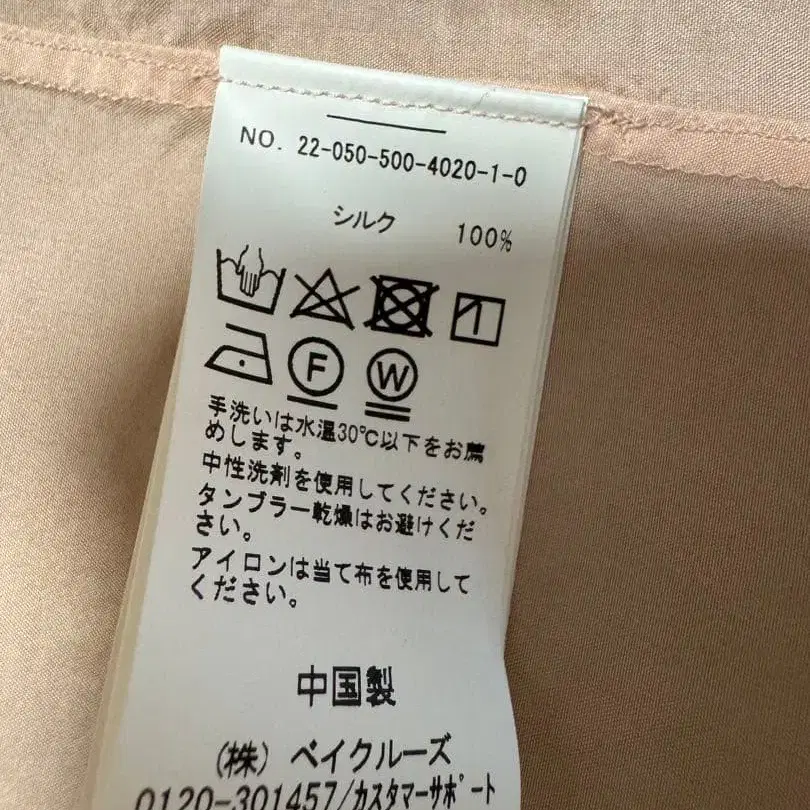 NO. 22-050-500-4020-1-0
シルク 100%
F W
手洗いは水温30℃以下をお薦
めします。
中性洗剤を使用してください。
タンブラー乾燥はお避けくだ
さい。
アイロンは当て布を使用して
ください。
中国製
(株) ベイクルーズ
0120-301457/カスタマーサポート